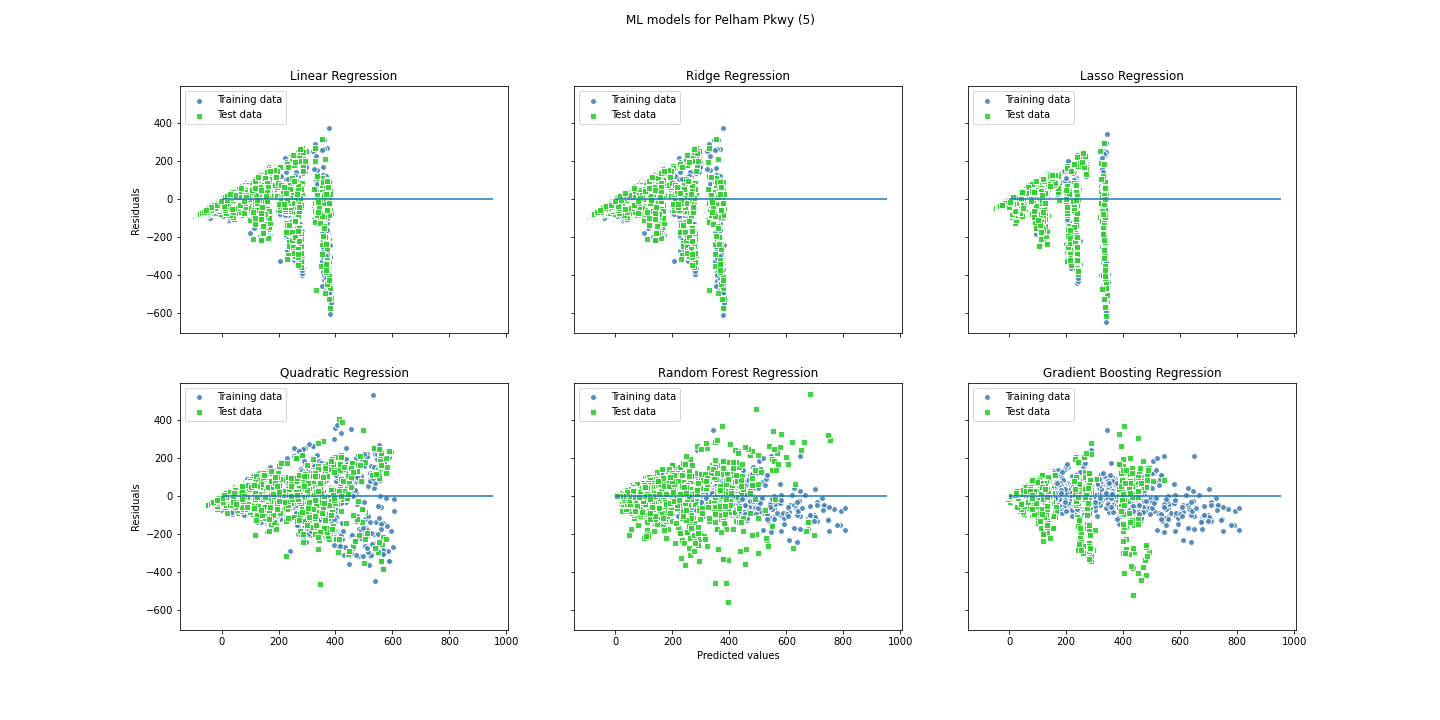 ML models for Pelham Pkwy (5)
Linear Regression
Training data
Test data
Residuals
400
200
0
−200
−400
−600
Ridge Regression
Training data
Test data
Lasso Regression
Training data
Test data
Quadratic Regression
Training data
Test data
Residuals
400
200
0
−200
−400
−600
0 200 400 600 800 1000
Random Forest Regression
Training data
Test data
0 200 400 600 800 1000
Predicted values
Gradient Boosting Regression
Training data
Test data
0 200 400 600 800 1000